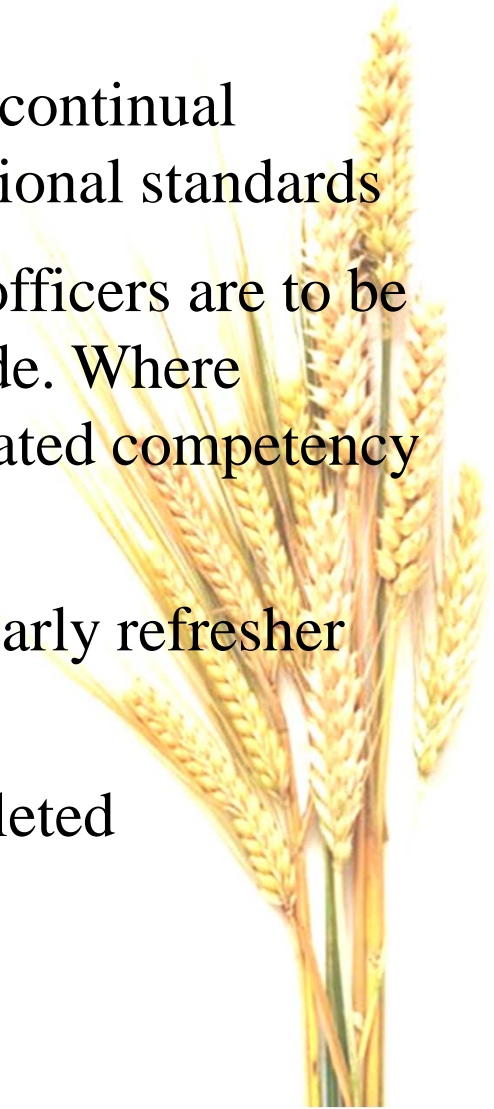 continual
ional standards
officers are to be
de. Where
ated competency
arly refresher
leted